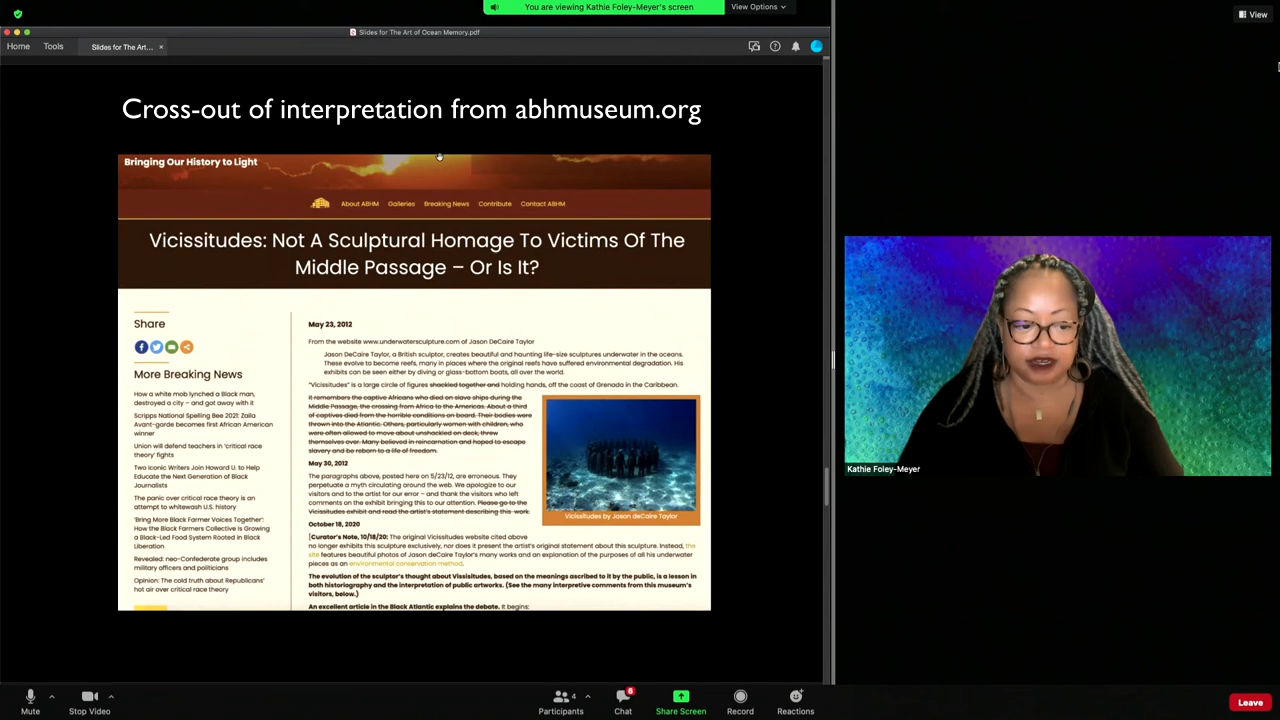 You are viewing Kathie Foley-Meyer's screen
View Options
View
Slides for The Art of Ocean Memory.pdf
Home
Tools
Slides for The Art...
Cross-out of interpretation from abhmuseum.org
Bringing Our History to Light
About ABHM
Galleries
Breaking News
Contribute
Contact ABHM
Vicissitudes: Not A Sculptural Homage To Victims Of The
Middle Passage – Or Is It?
Share
More Breaking News
How a white mob lynched a Black man,
destroyed a city – and got away with it
Scripps National Spelling Bee 2021: Zaila
Avant-garde becomes first African American
winner
Union will defend teachers in 'critical race
theory' fights
Two iconic Writers Join Howard U. to Help
Educate the Next Generation of Black
Journalists
The panic over critical race theory is an
attempt to whitewash U.S. history
'Bring More Black Farmer Voices Together':
How the Black Farmers Collective Is Growing
a Black-Led Food System Rooted in Black
Liberation
Revealed: neo-Confederate group includes
military officers and politicians
Opinion: The cold truth about Republicans'
hot air over critical race theory
May 23, 2012
From the website www.underwatersculpture.com of Jason DeCaire Taylor
Jason DeCaire Taylor, a British sculptor, creates beautiful and haunting life-size sculptures underwater in the oceans.
These evolve to become reefs, many in places where the original reefs have suffered environmental degradation. His
exhibits can be seen either by diving or glass-bottom boats, all over the world.
"Vicissitudes" is a large circle of figures shackled together and holding hands, off the coast of Grenada in the Caribbean.
It remembers the captive Africans who died on slave ships during the
Middle Passage, the crossing from Africa to the Americas. About a third
of captives died from the horrible conditions on board. Their bodies were
thrown into the Atlantic. Others, particularly women with children, who
were often allowed to move about unshackled on deck, threw
themselves over. Many believed in reincarnation and hoped to escape
slavery and be reborn to a life of freedom.
May 30, 2012
The paragraphs above, posted here on 5/23/12, are erroneous. They
perpetuate a myth circulating around the web. We apologize to our
visitors and to the artist for our error – and thank the visitors who left
comments on the exhibit bringing this to our attention. Please go to the
Vicissitudes exhibit and read the artist's statement describing this work.
Vicissitudes by Jason deCaire Taylor
October 18, 2020
[Curator's Note, 10/18/20: The original Vicissitudes website cited above
no longer exhibits this sculpture exclusively, nor does it present the artist's original statement about this sculpture. Instead, the
site features beautiful photos of Jason deCaire Taylor's many works and an explanation of the purposes of all his underwater
pieces as an environmental conservation method.
The evolution of the sculptor's thought about Vissisitudes, based on the meanings ascribed to it by the public, is a lesson in
both historiography and the interpretation of public artworks. (See the many interpretive comments from this museum's
visitors, below.)
An excellent article in the Black Atlantic explains the debate. It begins:
Kathie Foley-Meyer
Mute
Stop Video
Participants
4
Chat
6
Share Screen
Record
Reactions
Leave